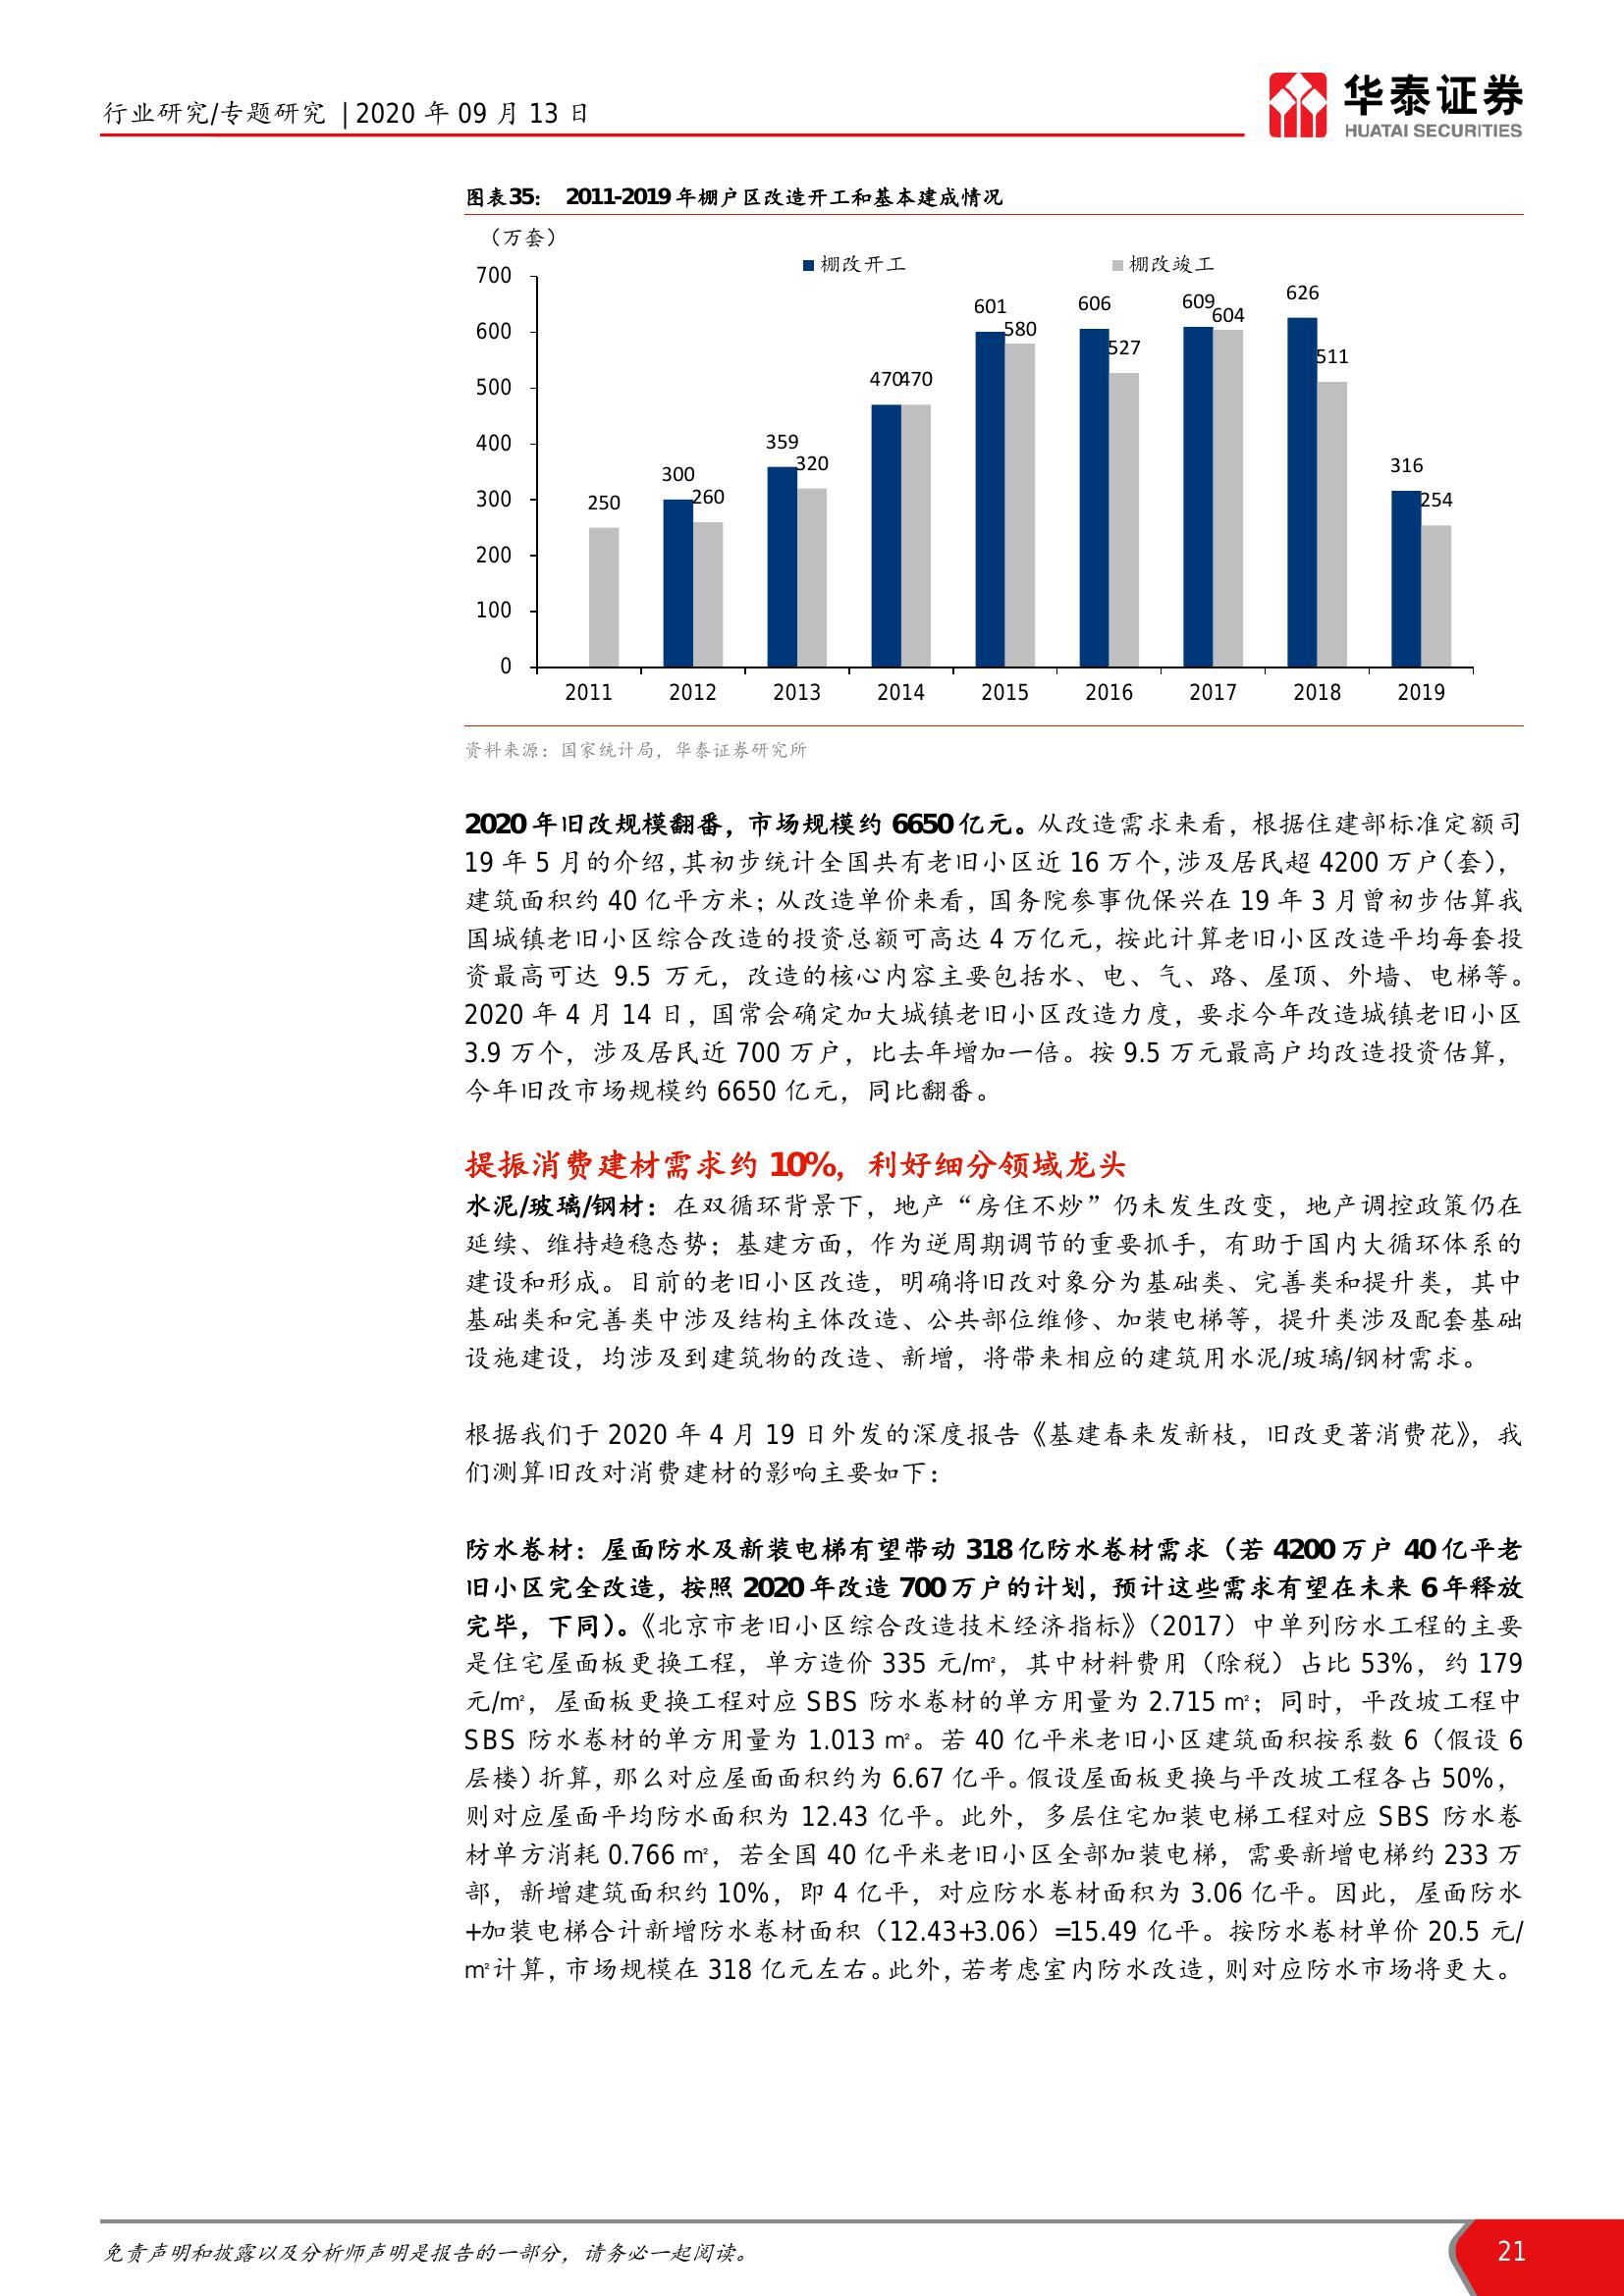 行业研究/专题研究 | 2020 年 09 月 13 日
华泰证券
HUATAI SECURITIES
图表35： 2011-2019 年棚户区改造开工和基本建成情况
（万套）
棚改开工 棚改竣工
700
600
500
400
300
200
100
0
250
300 260
359 320
470 470
601 580
606 527
609 604
626 511
316 254
2011 2012 2013 2014 2015 2016 2017 2018 2019
资料来源：国家统计局，华泰证券研究所
2020 年旧改规模翻番，市场规模约 6650 亿元。从改造需求来看，根据住建部标准定额司
19 年 5 月的介绍，其初步统计全国共有老旧小区近 16 万个，涉及居民超 4200 万户（套），
建筑面积约 40 亿平方米；从改造单价来看，国务院参事仇保兴在 19 年 3 月曾初步估算我
国城镇老旧小区综合改造的投资总额可高达 4 万亿元，按此计算老旧小区改造平均每套投
资最高可达 9.5 万元，改造的核心内容主要包括水、电、气、路、屋顶、外墙、电梯等。
2020 年 4 月 14 日，国常会确定加大城镇老旧小区改造力度，要求今年改造城镇老旧小区
3.9 万个，涉及居民近 700 万户，比去年增加一倍。按 9.5 万元最高户均改造投资估算，
今年旧改市场规模约 6650 亿元，同比翻番。
提振消费建材需求约 10%，利好细分领域龙头
水泥/玻璃/钢材：在双循环背景下，地产“房住不炒”仍未发生改变，地产调控政策仍在
延续、维持趋稳态势；基建方面，作为逆周期调节的重要抓手，有助于国内大循环体系的
建设和形成。目前的老旧小区改造，明确将旧改对象分为基础类、完善类和提升类，其中
基础类和完善类中涉及结构主体改造、公共部位维修、加装电梯等，提升类涉及配套基础
设施建设，均涉及到建筑物的改造、新增，将带来相应的建筑用水泥/玻璃/钢材需求。
根据我们于 2020 年 4 月 19 日外发的深度报告《基建春来发新枝，旧改更著消费花》，我
们测算旧改对消费建材的影响主要如下：
防水卷材：屋面防水及新装电梯有望带动 318 亿防水卷材需求（若 4200 万户 40 亿平老
旧小区完全改造，按照 2020 年改造 700 万户的计划，预计这些需求有望在未来 6 年释放
完毕，下同）。《北京市老旧小区综合改造技术经济指标》（2017）中单列防水工程的主要
是住宅屋面板更换工程，单方造价 335 元/㎡，其中材料费用（除税）占比 53%，约 179
元/㎡，屋面板更换工程对应 SBS 防水卷材的单方用量为 2.715 ㎡；同时，平改坡工程中
SBS 防水卷材的单方用量为 1.013 ㎡。若 40 亿平米老旧小区建筑面积按系数 6（假设 6
层楼）折算，那么对应屋面面积约为 6.67 亿平。假设屋面板更换与平改坡工程各占 50%，
则对应屋面平均防水面积为 12.43 亿平。此外，多层住宅加装电梯工程对应 SBS 防水卷
材单方消耗 0.766 ㎡，若全国 40 亿平米老旧小区全部加装电梯，需要新增电梯约 233 万
部，新增建筑面积约 10%，即 4 亿平，对应防水卷材面积为 3.06 亿平。因此，屋面防水
+加装电梯合计新增防水卷材面积（12.43+3.06）=15.49 亿平。按防水卷材单价 20.5 元/
㎡计算，市场规模在 318 亿元左右。此外，若考虑室内防水改造，则对应防水市场将更大。
免责声明和披露以及分析师声明是报告的一部分，请务必一起阅读。
21